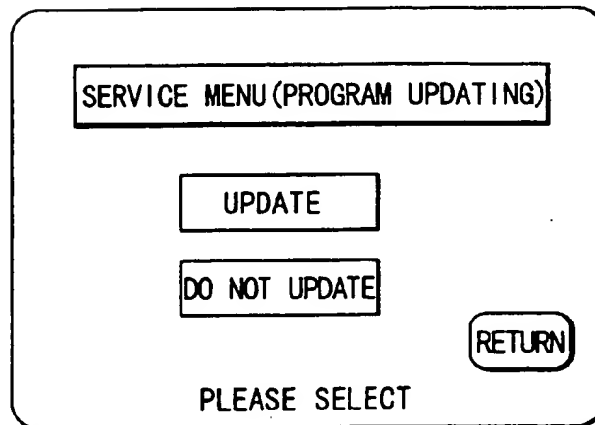 SERVICE MENU(PROGRAM UPDATING)
UPDATE
DO NOT UPDATE
RETURN
PLEASE SELECT